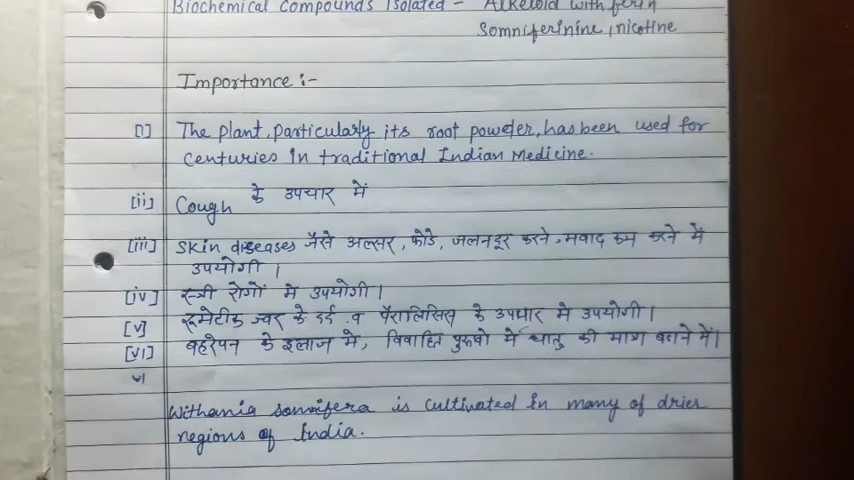 Biochemical Compounds Isolated - Alkeloid withferin
Somniferinine, nicotine
Importance :-
[i] The plant, particularly its root powder, has been used for
centuries in traditional Indian Medicine.
[ii] Cough के उपचार में
[iii] Skin diseases जैसे अल्सर, फोडे, जलनदूर करने, मवाद कम करने में
उपयोगी ।
[iv] स्त्री रोगों मे उपयोगी ।
[v] रूमेटीक ज्वर के दर्द व पैरालिसिस के उपचार मे उपयोगी ।
[vi] बहरेपन के इलाज मे, विवाहित पुरुषो में धातु की मात्रा बढाने में।
vi
Withania somnifera is cultivated in many of drier
regions of India.